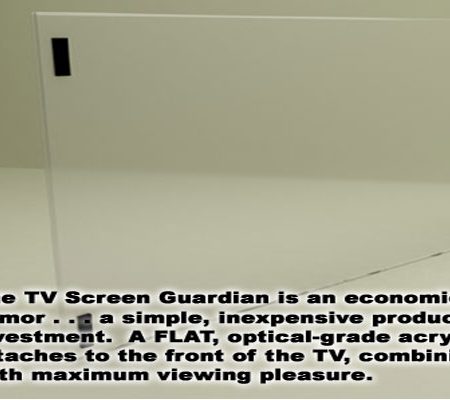 e TV Screen Guardian is an economi
mor . . . a simple, inexpensive produc
vestment. A FLAT, optical-grade acry
taches to the front of the TV, combini
th maximum viewing pleasure.